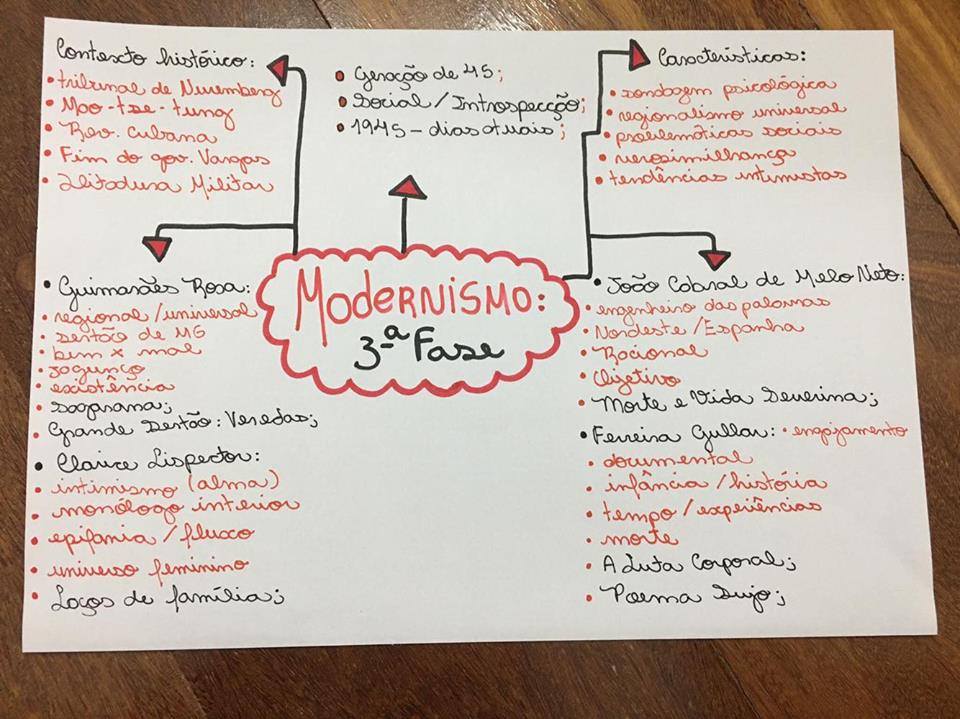 Contexto histórico:
• tribunal de Nuremberg
• Mao-tse-tung
• Rev. cubana
• Fim do gov. Vargas
• Ditadura Militar
• Geração de 45;
• Social/Introspecção;
• 1945 - dias atuais;
Características:
• sondagem psicológica
• regionalismo universal
• problemáticas sociais
• verosimilhança
• tendências intimistas
Modernismo:
3ª Fase
• Guimarães Rosa:
• regional/universal
• sertão de MG
• bem x mal
• jagunço
• existência
• Sagarana;
• Grande Sertão: Veredas;
• Clarice Lispector:
• intimismo (alma)
• monólogo interior
• epifania/fluxo
• universo feminino
• Laços de família;
• João Cabral de Melo Neto:
• engenheiro das palavras
• Nordeste/Espanha
• Racional
• Objetivo
• Morte e Vida Severina;
• Ferreira Gullar: • engajamento
• documental
• infância/história
• tempo/experiências
• morte
• A Luta Corporal;
• Poema Sujo;